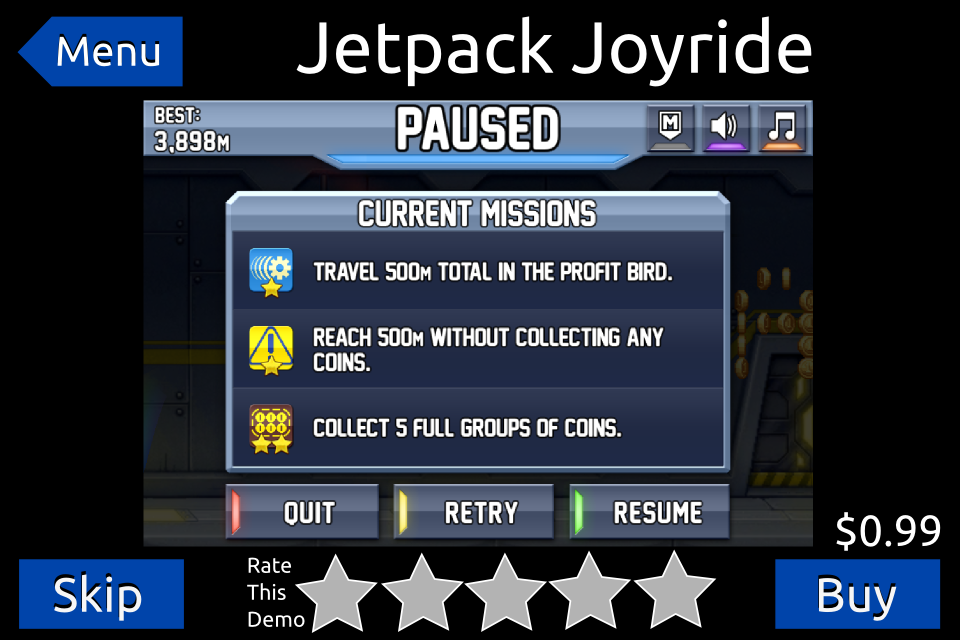 Menu
Jetpack Joyride
BEST:
3,898M
PAUSED
M
CURRENT MISSIONS
TRAVEL 500M TOTAL IN THE PROFIT BIRD.
REACH 500M WITHOUT COLLECTING ANY
COINS.
COLLECT 5 FULL GROUPS OF COINS.
QUIT
RETRY
RESUME
$0.99
Skip
Rate
This
Demo
Buy